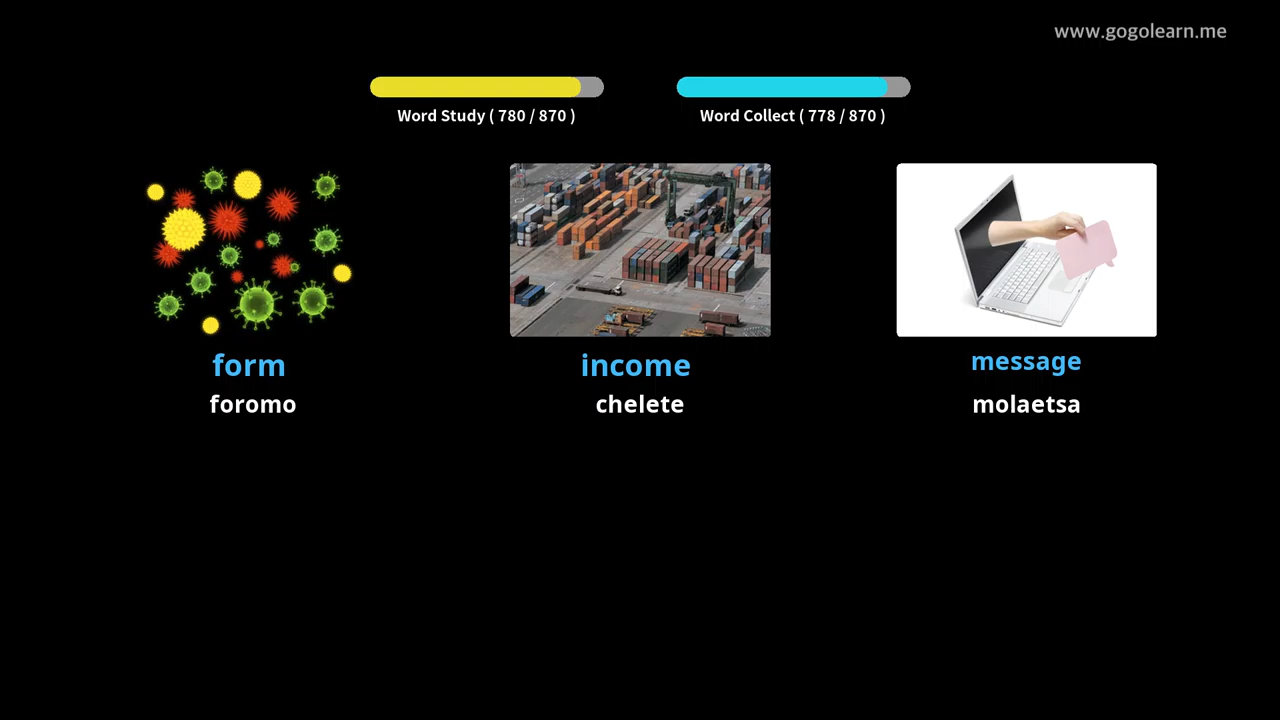 www.gogolearn.me
Word Study ( 780 / 870 )
Word Collect ( 778 / 870 )
form
income
message
foromo
chelete
molaetsa